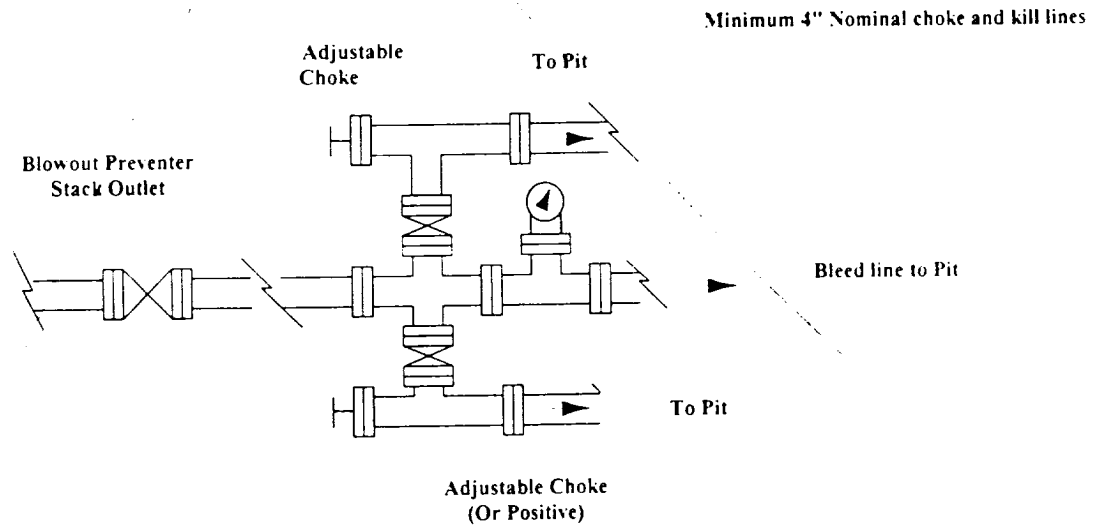 Minimum 4" Nominal choke and kill lines
Adjustable
Choke
To Pit
Blowout Preventer
Stack Outlet
Bleed line to Pit
To Pit
Adjustable Choke
(Or Positive)